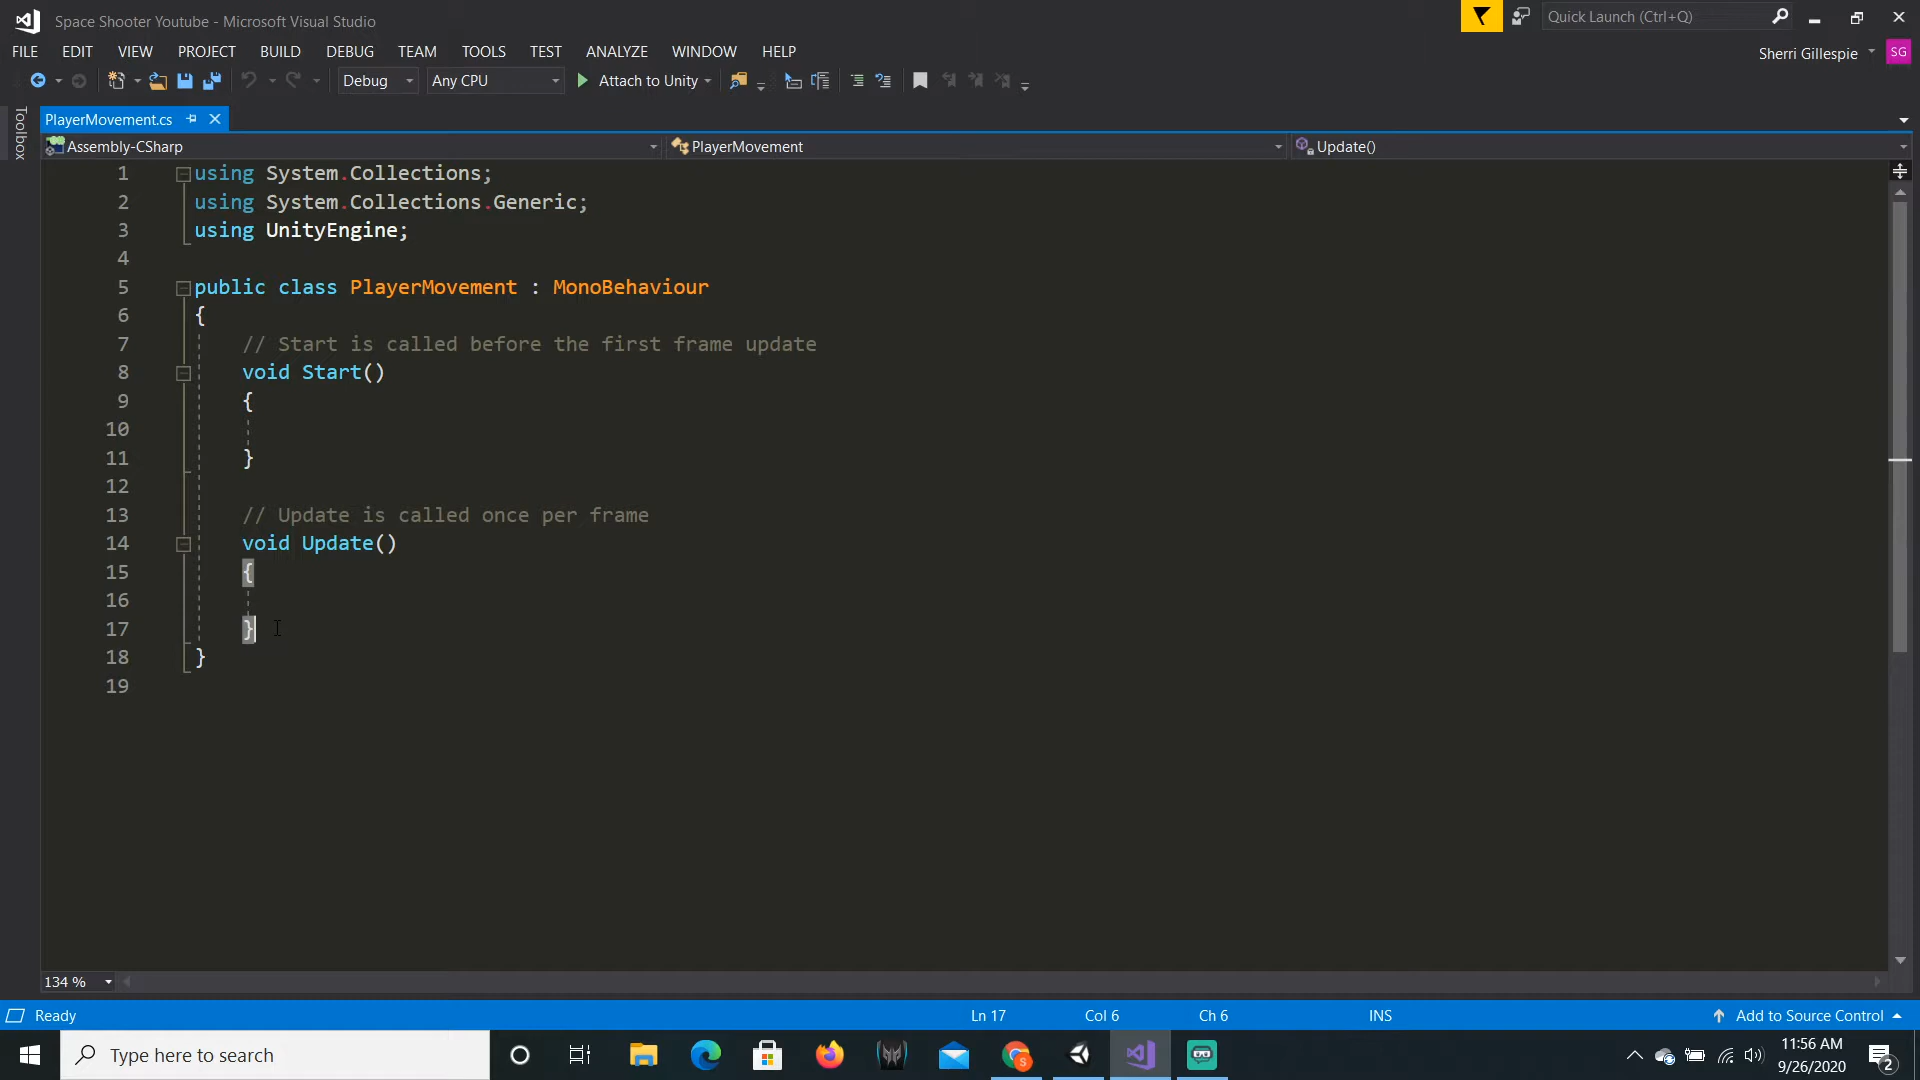 Space Shooter Youtube - Microsoft Visual Studio
Quick Launch (Ctrl+Q)
FILE EDIT VIEW PROJECT BUILD DEBUG TEAM TOOLS TEST ANALYZE WINDOW HELP
Sherri Gillespie SG
Debug Any CPU Attach to Unity
Toolbox
PlayerMovement.cs
Assembly-CSharp PlayerMovement Update()
1 using System.Collections;
2 using System.Collections.Generic;
3 using UnityEngine;
4
5 public class PlayerMovement : MonoBehaviour
6 {
7 // Start is called before the first frame update
8 void Start()
9 {
10
11 }
12
13 // Update is called once per frame
14 void Update()
15 {
16
17 }
18 }
19
134 %
Ready Ln 17 Col 6 Ch 6 INS Add to Source Control
Type here to search
S
11:56 AM
9/26/2020
2